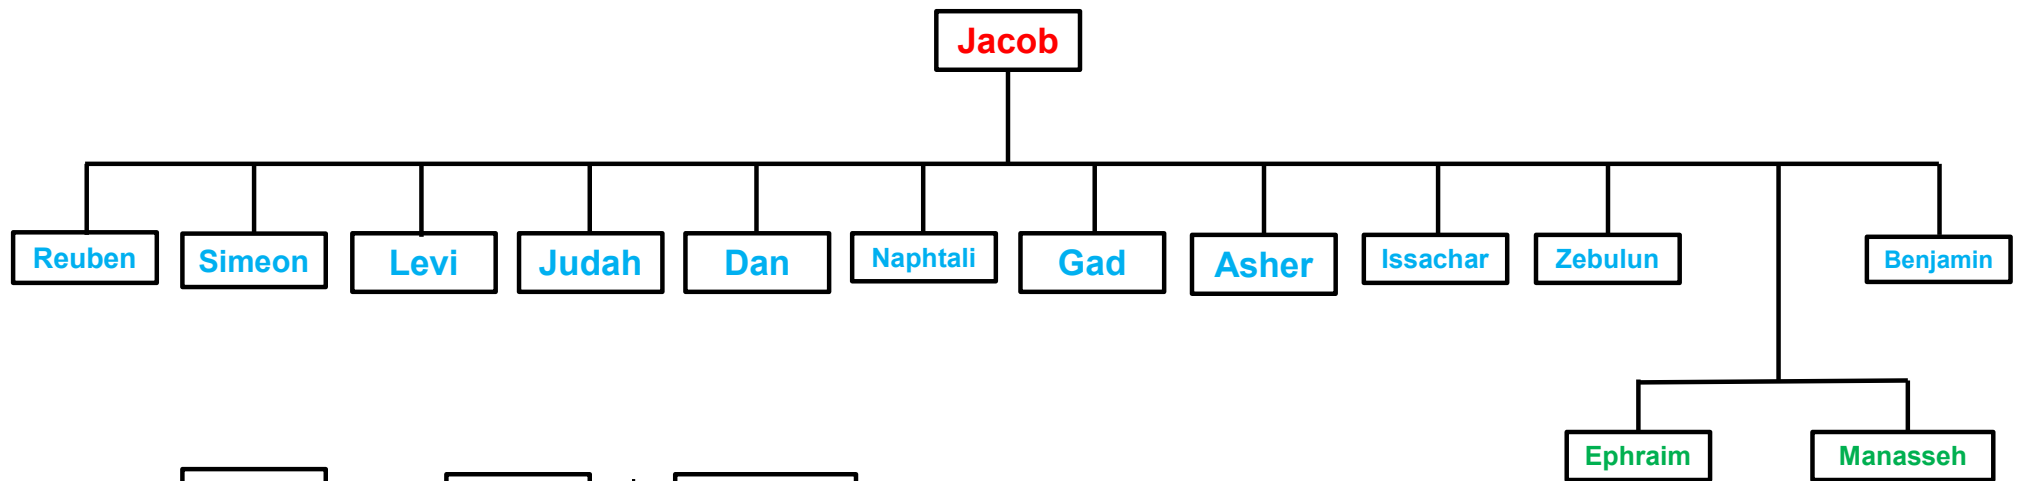 Jacob
Reuben
Simeon
Levi
Judah
Dan
Naphtali
Gad
Asher
Issachar
Zebulun
Benjamin
Ephraim
Manasseh